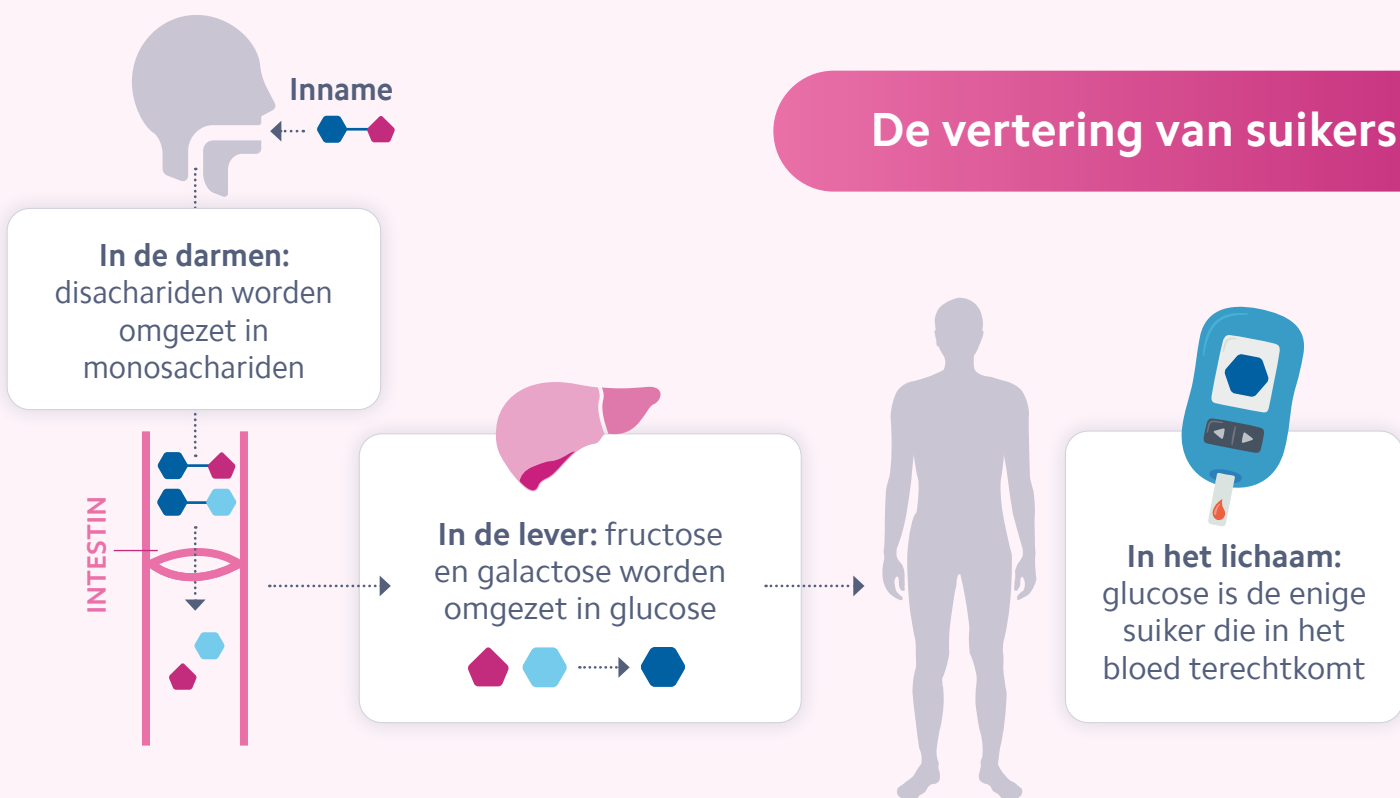 Inname
De vertering van suikers
In de darmen:
disachariden worden
omgezet in
monosachariden
INTESTIN
In de lever: fructose
en galactose worden
omgezet in glucose
In het lichaam:
glucose is de enige
suiker die in het
bloed terechtkomt